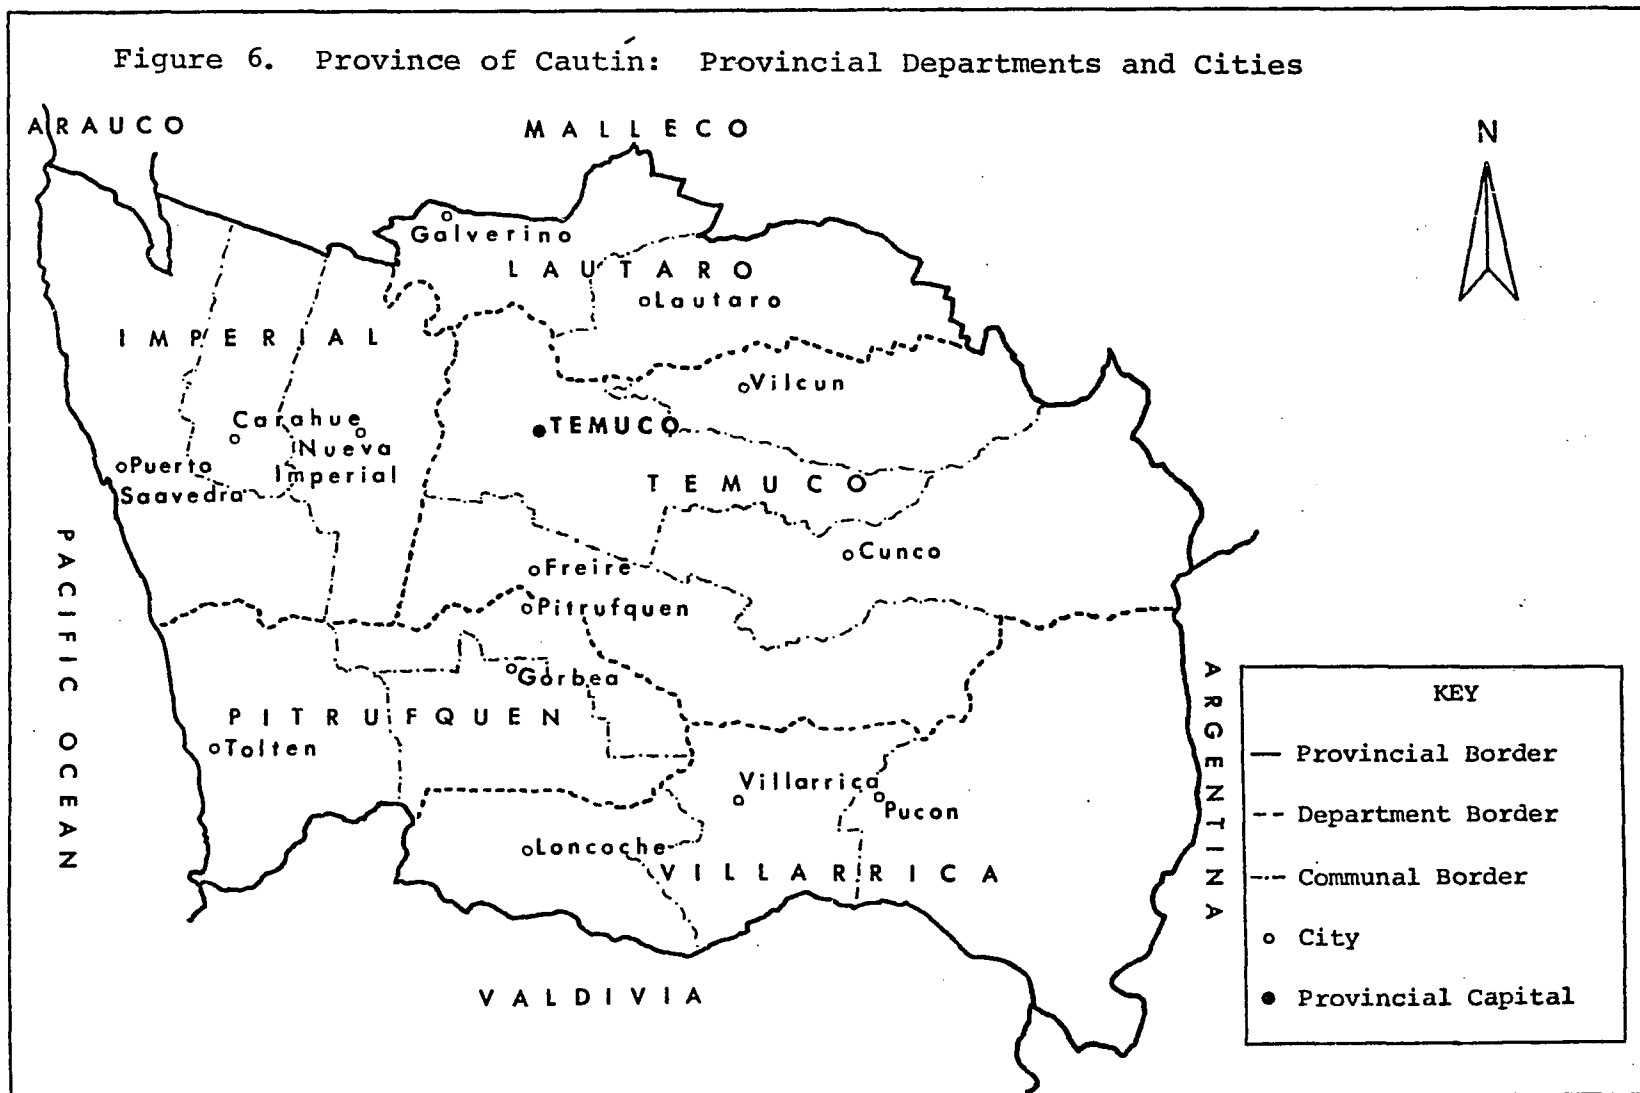 Figure 6. Province of Cautín: Provincial Departments and Cities
ARAUCO
MALLECO
N
Galverino
LAUTARO
Lautaro
IMPERIAL
Vilcun
Carahue
TEMUCO
Nueva
Imperial
Puerto
Saavedra
TEMUCO
PACIFIC OCEAN
Cunco
Freire
Pitrufquen
Gorbea
PITRUFQUEN
Tolten
ARGENTINA
Villarrica
Pucon
Loncoche
VILLARRICA
VALDIVIA
KEY
Provincial Border
Department Border
Communal Border
City
Provincial Capital